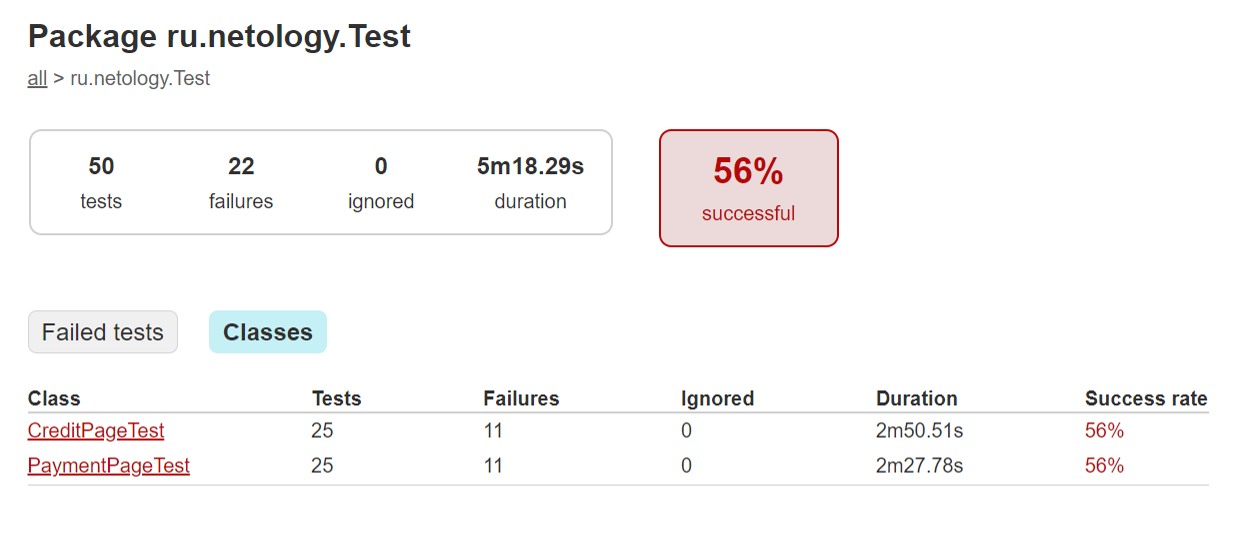 Package ru.netology.Test
all > ru.netology.Test
50 22 0 5m18.29s
tests failures ignored duration
56%
successful
Failed tests Classes
Class Tests Failures Ignored Duration Success rate
CreditPageTest 25 11 0 2m50.51s 56%
PaymentPageTest 25 11 0 2m27.78s 56%